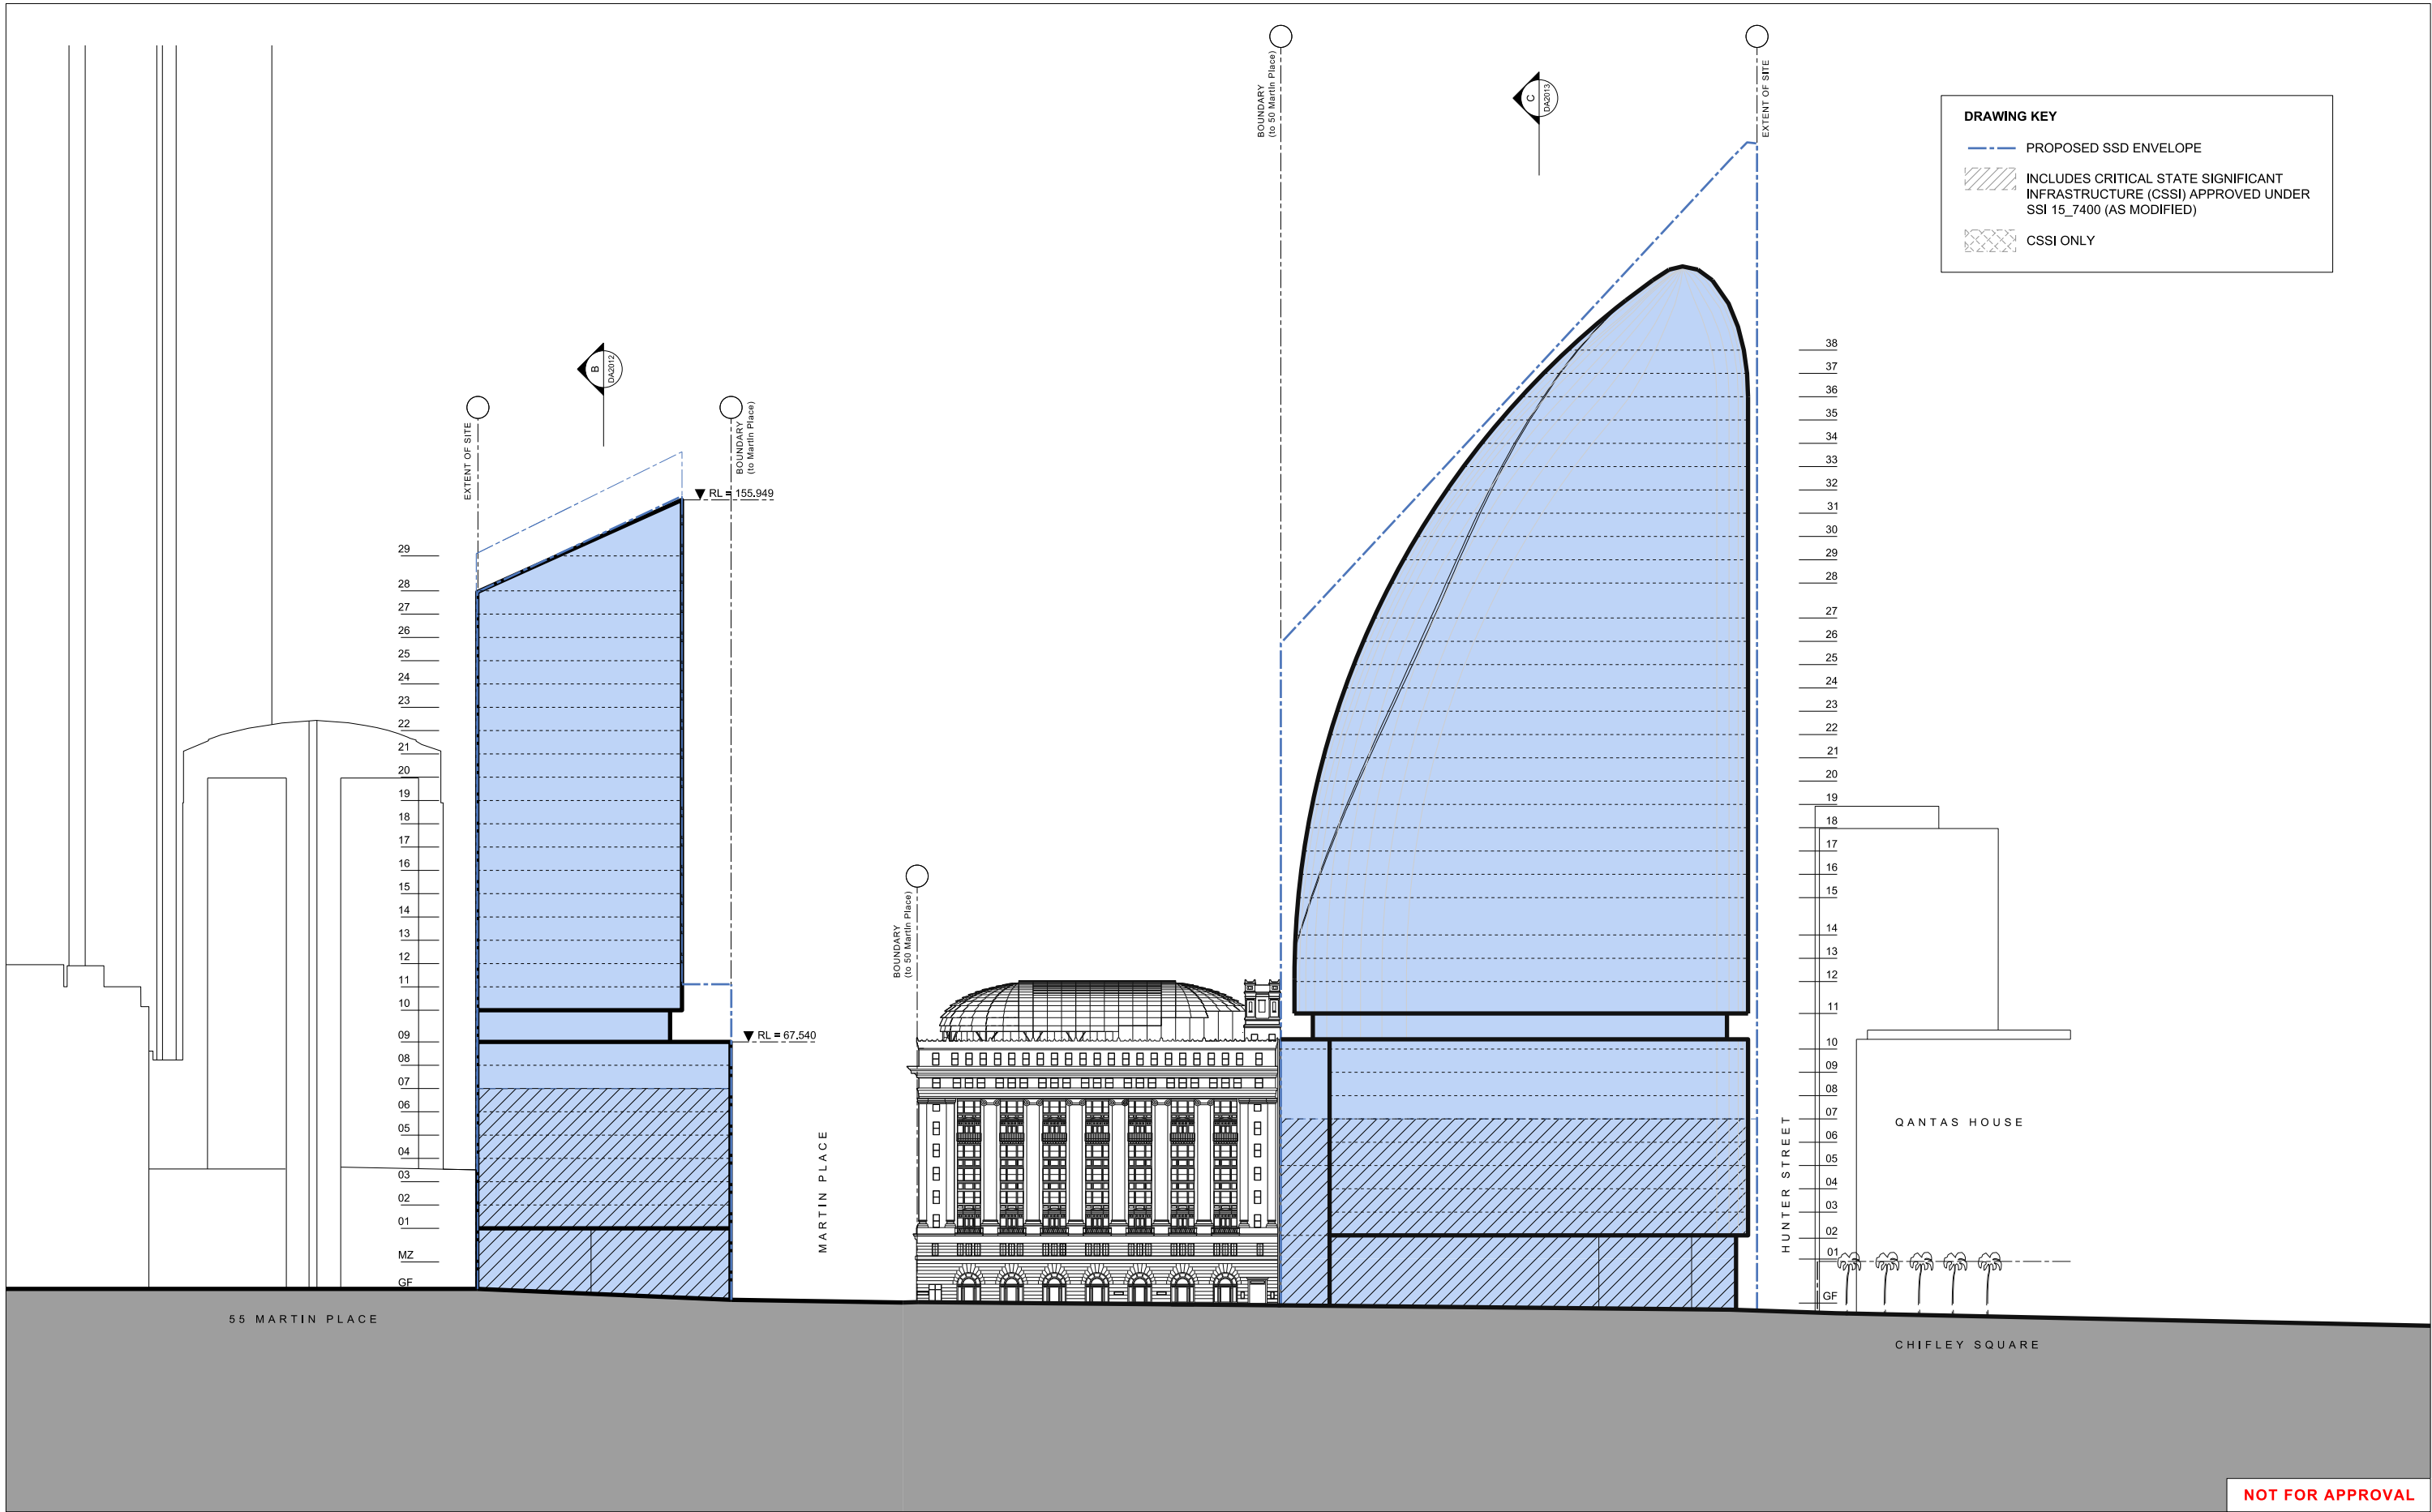 BOUNDARY
(to 50 Martin Place)
EXTENT OF SITE
C
DA2013
DRAWING KEY
PROPOSED SSD ENVELOPE
INCLUDES CRITICAL STATE SIGNIFICANT
INFRASTRUCTURE (CSSI) APPROVED UNDER
SSI 15_7400 (AS MODIFIED)
CSSI ONLY
B
DA2012
EXTENT OF SITE
BOUNDARY
(to Martin Place)
RL = 155.949
29
28
27
26
25
24
23
22
21
20
19
18
17
16
15
14
13
12
11
10
09
08
07
06
05
04
03
02
01
MZ
GF
RL = 67.540
MARTIN PLACE
BOUNDARY
(to 50 Martin Place)
38
37
36
35
34
33
32
31
30
29
28
27
26
25
24
23
22
21
20
19
18
17
16
15
14
13
12
11
10
09
08
07
06
05
04
03
02
01
GF
HUNTER STREET
QANTAS HOUSE
55 MARTIN PLACE
CHIFLEY SQUARE
NOT FOR APPROVAL